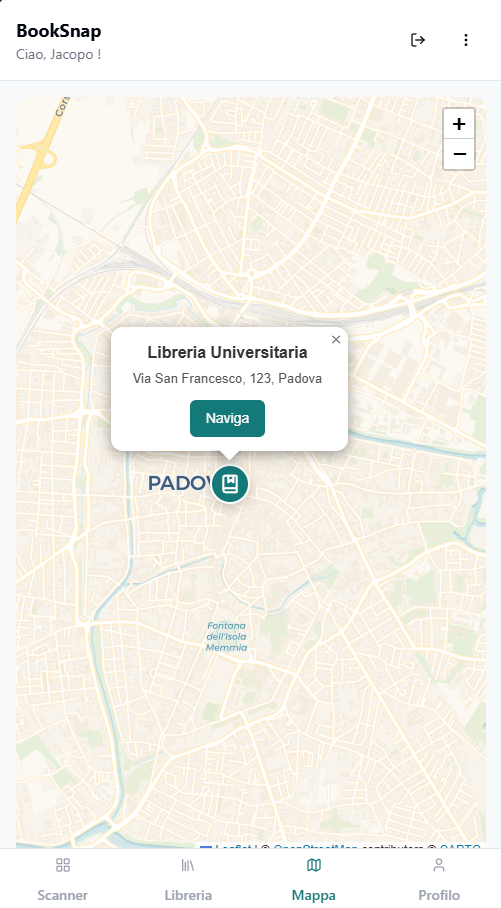 BookSnap
Ciao, Jacopo !
Cors
+
−
Libreria Universitaria
×
Via San Francesco, 123, Padova
Naviga
PADOV
Fontana
dell'Isola
Memmia
Leaflet | © OpenStreetMap contributors © CARTO
Scanner
Libreria
Mappa
Profilo